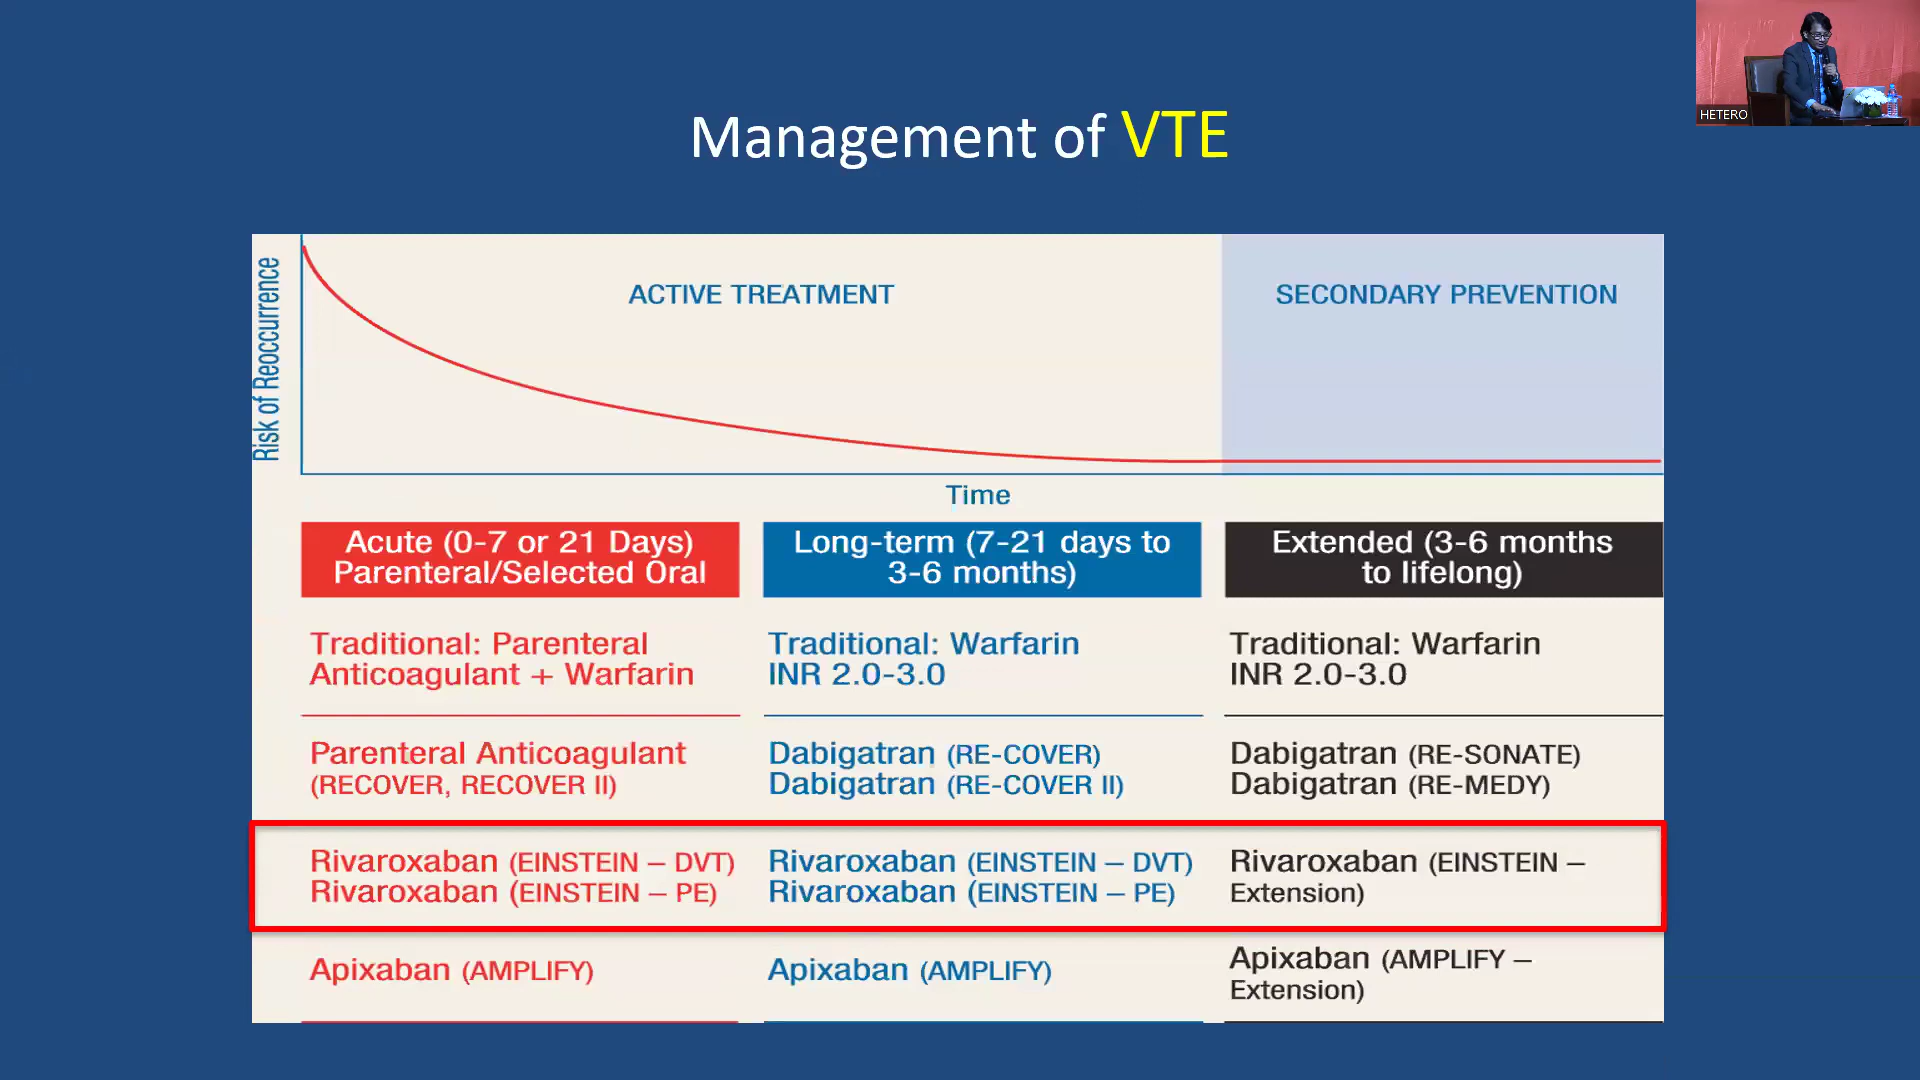 HETERO
Management of VTE
Risk of Reoccurrence
ACTIVE TREATMENT
SECONDARY PREVENTION
Time
Acute (0-7 or 21 Days)
Parenteral/Selected Oral
Long-term (7-21 days to
3-6 months)
Extended (3-6 months
to lifelong)
Traditional: Parenteral
Anticoagulant + Warfarin
Traditional: Warfarin
INR 2.0-3.0
Traditional: Warfarin
INR 2.0-3.0
Parenteral Anticoagulant
(RECOVER, RECOVER II)
Dabigatran (RE-COVER)
Dabigatran (RE-COVER II)
Dabigatran (RE-SONATE)
Dabigatran (RE-MEDY)
Rivaroxaban (EINSTEIN – DVT)
Rivaroxaban (EINSTEIN – PE)
Rivaroxaban (EINSTEIN – DVT)
Rivaroxaban (EINSTEIN – PE)
Rivaroxaban (EINSTEIN –
Extension)
Apixaban (AMPLIFY)
Apixaban (AMPLIFY)
Apixaban (AMPLIFY –
Extension)